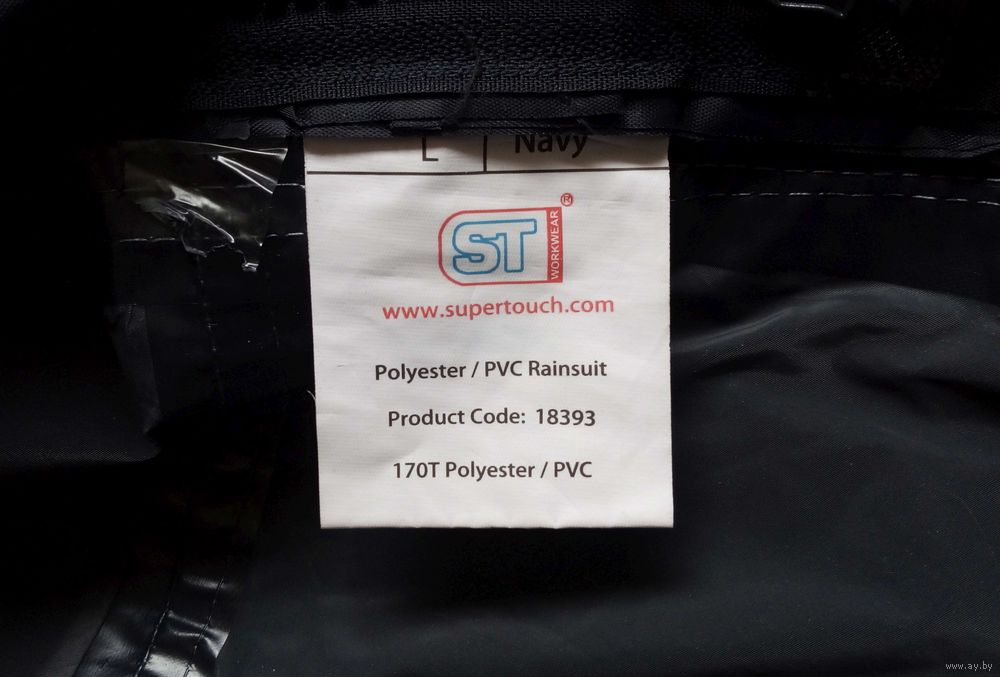 L Navy
ST WORKWEAR ®
www.supertouch.com
Polyester / PVC Rainsuit
Product Code: 18393
170T Polyester / PVC
www.ay.by